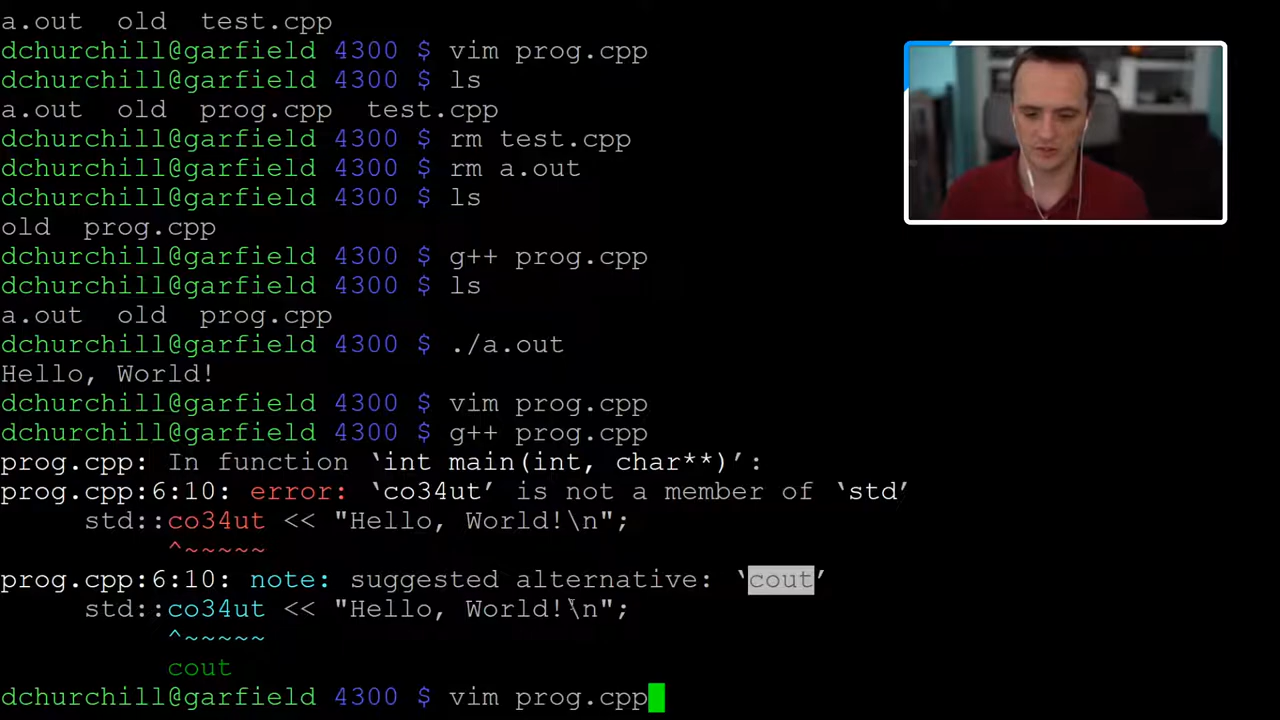 a.out  old  test.cpp
dchurchill@garfield 4300 $ vim prog.cpp
dchurchill@garfield 4300 $ ls
a.out  old  prog.cpp  test.cpp
dchurchill@garfield 4300 $ rm test.cpp
dchurchill@garfield 4300 $ rm a.out
dchurchill@garfield 4300 $ ls
old  prog.cpp
dchurchill@garfield 4300 $ g++ prog.cpp
dchurchill@garfield 4300 $ ls
a.out  old  prog.cpp
dchurchill@garfield 4300 $ ./a.out
Hello, World!
dchurchill@garfield 4300 $ vim prog.cpp
dchurchill@garfield 4300 $ g++ prog.cpp
prog.cpp: In function ‘int main(int, char**)’:
prog.cpp:6:10: error: ‘co34ut’ is not a member of ‘std’
     std::co34ut << "Hello, World!\n";
          ^~~~~~
prog.cpp:6:10: note: suggested alternative: ‘cout’
     std::co34ut << "Hello, World!\n";
          ^~~~~~
          cout
dchurchill@garfield 4300 $ vim prog.cpp